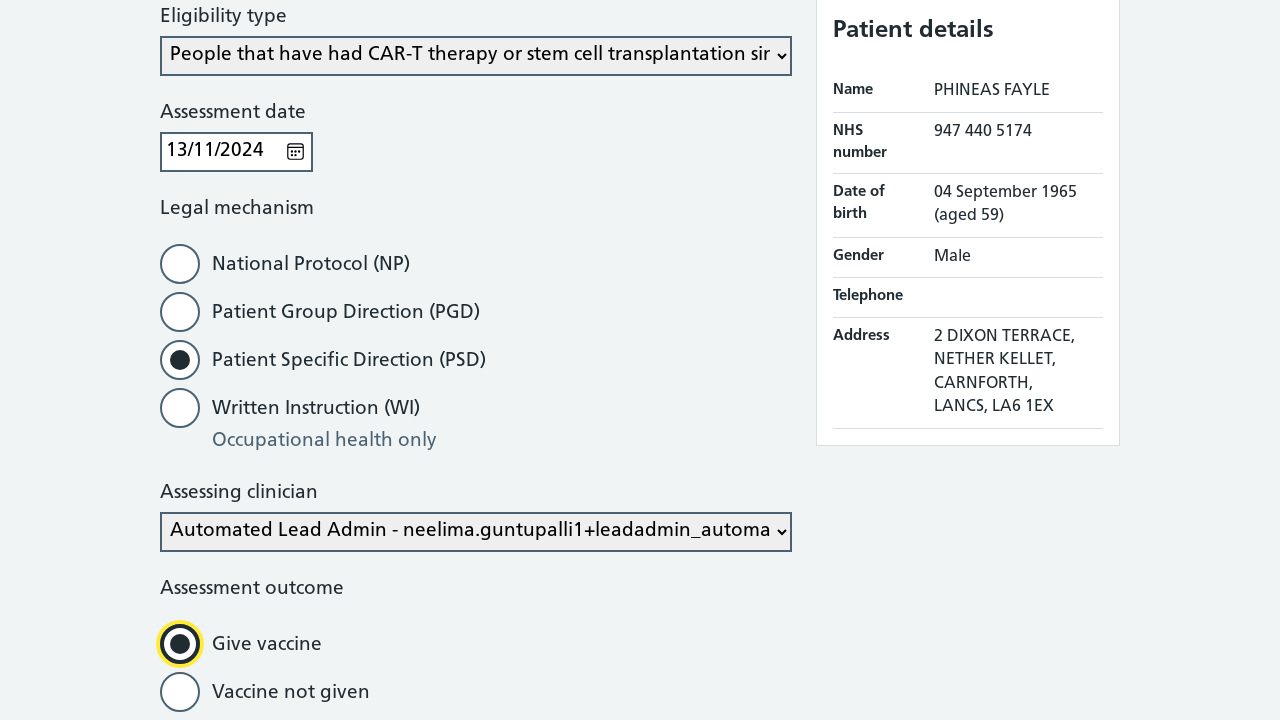 Eligibility type
People that have had CAR-T therapy or stem cell transplantation sin
Assessment date
13/11/2024
Legal mechanism
National Protocol (NP)
Patient Group Direction (PGD)
Patient Specific Direction (PSD)
Written Instruction (WI)
Occupational health only
Assessing clinician
Automated Lead Admin - neelima.guntupalli1+leadadmin_automa
Assessment outcome
Give vaccine
Vaccine not given
Patient details
Name PHINEAS FAYLE
NHS number 947 440 5174
Date of birth 04 September 1965 (aged 59)
Gender Male
Telephone
Address 2 DIXON TERRACE,
NETHER KELLET,
CARNFORTH,
LANCS, LA6 1EX